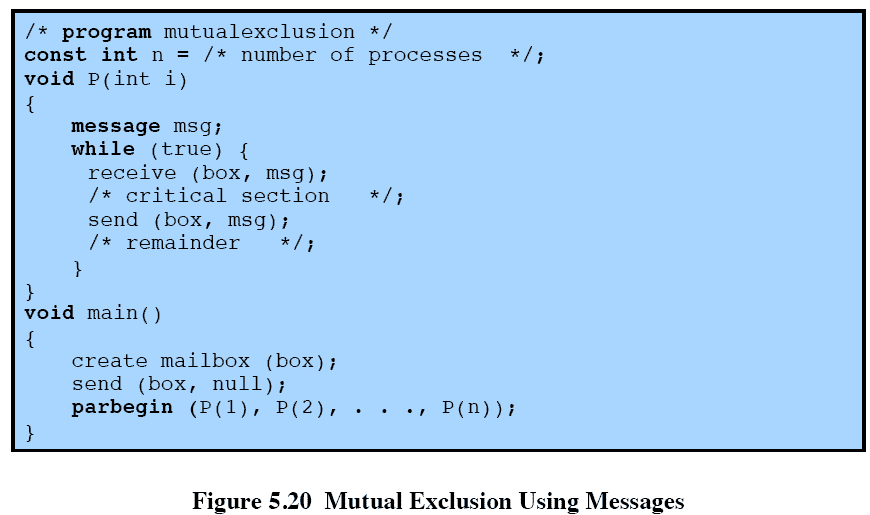 /* program mutualexclusion */
const int n = /* number of processes  */;
void P(int i)
{
    message msg;
    while (true) {
     receive (box, msg);
     /* critical section   */;
     send (box, msg);
     /* remainder   */;
    }
}
void main()
{
    create mailbox (box);
    send (box, null);
    parbegin (P(1), P(2), . . ., P(n));
}
Figure 5.20  Mutual Exclusion Using Messages